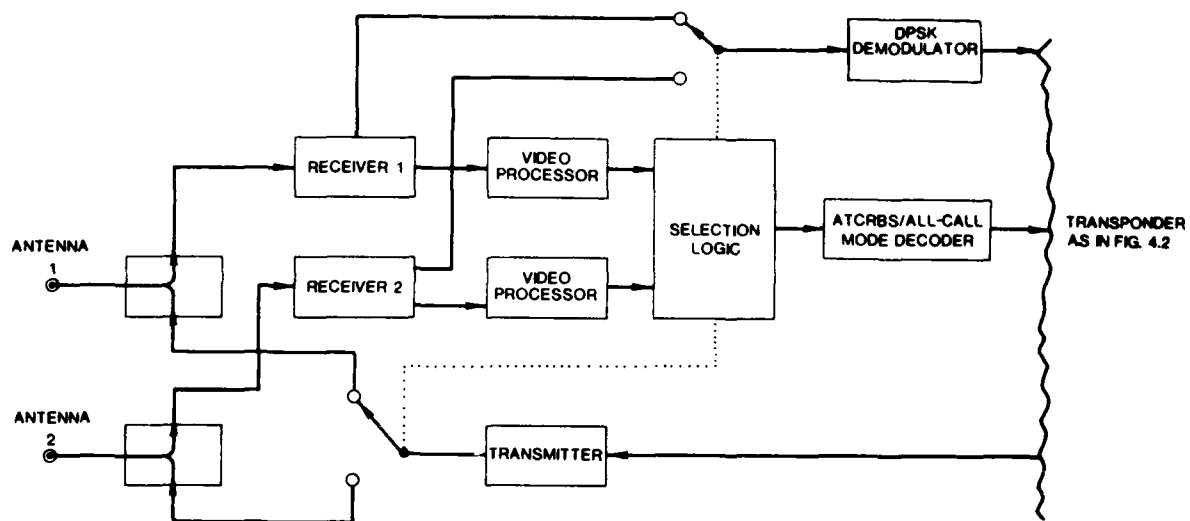 DPSK
DEMODULATOR
RECEIVER 1
VIDEO
PROCESSOR
SELECTION
LOGIC
ATCRBS/ALL-CALL
MODE DECODER
TRANSPONDER
AS IN FIG. 4.2
ANTENNA
1
RECEIVER 2
VIDEO
PROCESSOR
ANTENNA
2
TRANSMITTER